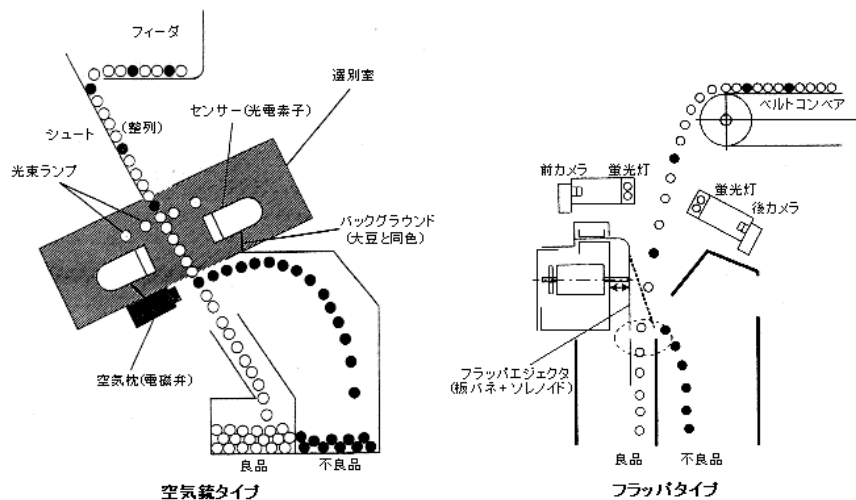 フィーダ
選別室
センサー(光電素子)
シュート
(整列)
光束ランプ
バックグラウンド
(大豆と同色)
空気枕(電磁弁)
良品
不良品
空気銃タイプ
ベルトコンベア
前カメラ
蛍光灯
蛍光灯
後カメラ
フラッパエジェクタ
(板バネ+ソレノイド)
良品
不良品
フラッパタイプ